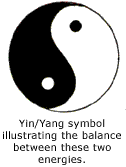 Yin/Yang symbol
illustrating the balance
between these two
energies.